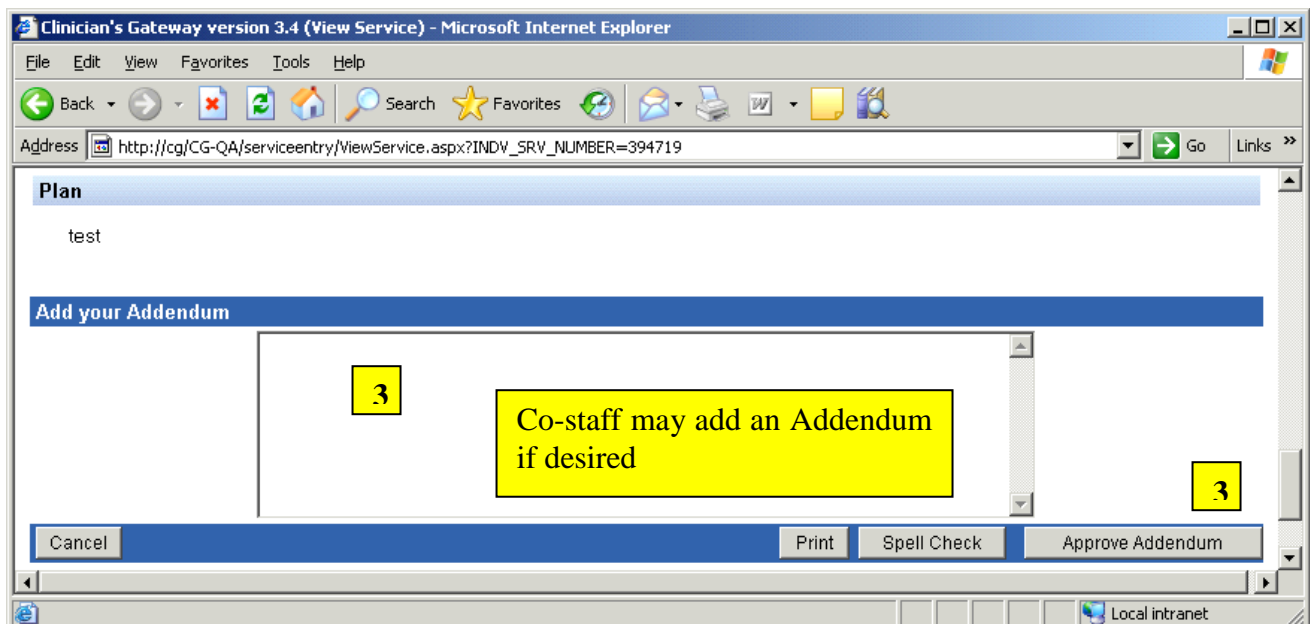 Clinician's Gateway version 3.4 (View Service) - Microsoft Internet Explorer
File Edit View Favorites Tools Help
Back Search Favorites
Address http://cg/CG-QA/serviceentry/ViewService.aspx?INDV_SRV_NUMBER=394719 Go Links »
Plan
test
Add your Addendum
3
Co-staff may add an Addendum
if desired
3
Cancel Print Spell Check Approve Addendum
Local intranet